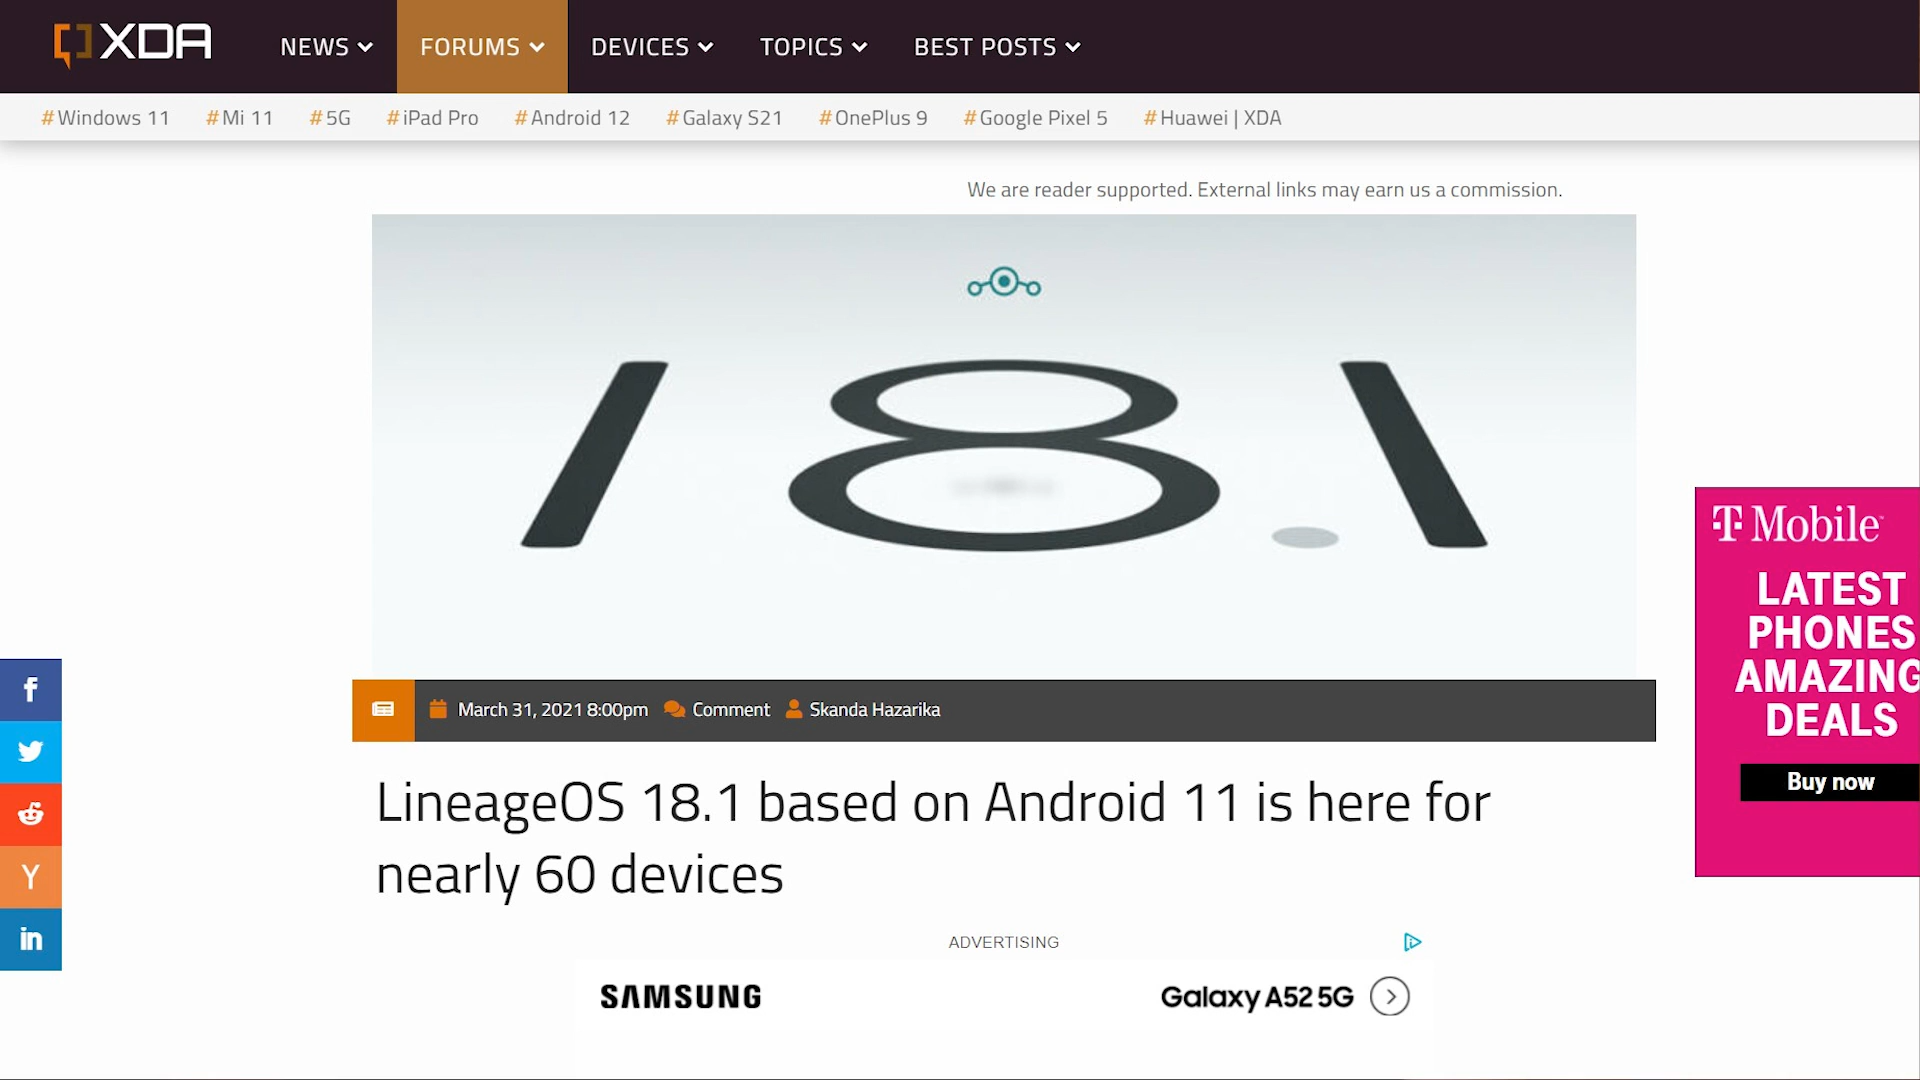 XDA
NEWS
FORUMS
DEVICES
TOPICS
BEST POSTS
#Windows 11
#Mi 11
#5G
#iPad Pro
#Android 12
#Galaxy S21
#OnePlus 9
#Google Pixel 5
#Huawei | XDA
We are reader supported. External links may earn us a commission.
18.1
March 31, 2021 8:00pm
Comment
Skanda Hazarika
LineageOS 18.1 based on Android 11 is here for
nearly 60 devices
T Mobile
LATEST
PHONES
AMAZING
DEALS
Buy now
f
Y
in
ADVERTISING
SAMSUNG
Galaxy A52 5G